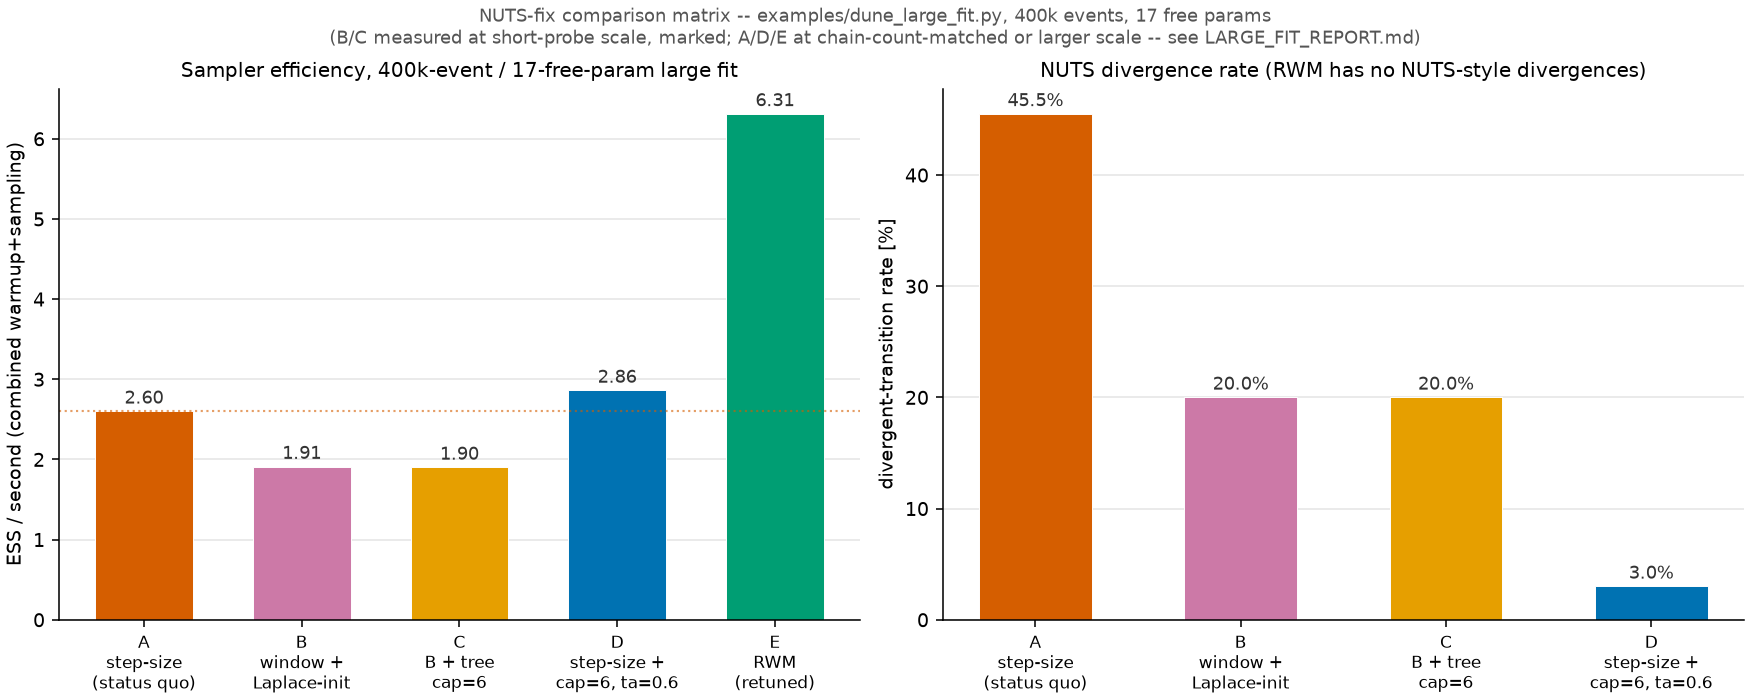 NUTS-fix comparison matrix -- examples/dune_large_fit.py, 400k events, 17 free params
(B/C measured at short-probe scale, marked; A/D/E at chain-count-matched or larger scale -- see LARGE_FIT_REPORT.md)
Sampler efficiency, 400k-event / 17-free-param large fit
ESS / second (combined warmup+sampling)
6
5
4
3
2
1
0
2.60
1.91
1.90
2.86
6.31
A
step-size
(status quo)
B
window +
Laplace-init
C
B + tree
cap=6
D
step-size +
cap=6, ta=0.6
E
RWM
(retuned)
NUTS divergence rate (RWM has no NUTS-style divergences)
divergent-transition rate [%]
40
30
20
10
0
45.5%
20.0%
20.0%
3.0%
A
step-size
(status quo)
B
window +
Laplace-init
C
B + tree
cap=6
D
step-size +
cap=6, ta=0.6